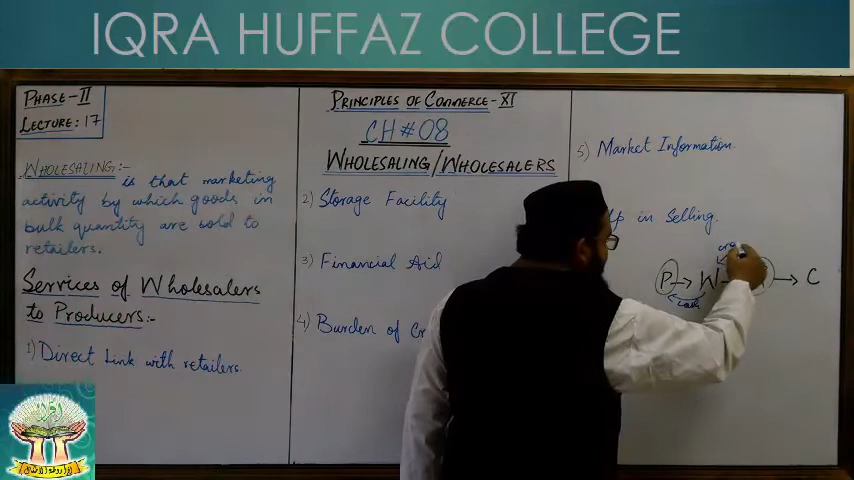 IQRA HUFFAZ COLLEGE
PHASE-II
LECTURE: 17
WHOLESALING:-
is that marketing
activity by which goods in
bulk quantity are sold to
retailers.
Services of Wholesalers
to Producers:-
1) Direct Link with retailers.
PRINCIPLES OF COMMERCE-XI
CH#08
WHOLESALING/WHOLESALERS
2) Storage Facility
3) Financial Aid
4) Burden of
5) Market Information.
in Selling.
P → W → C
cash